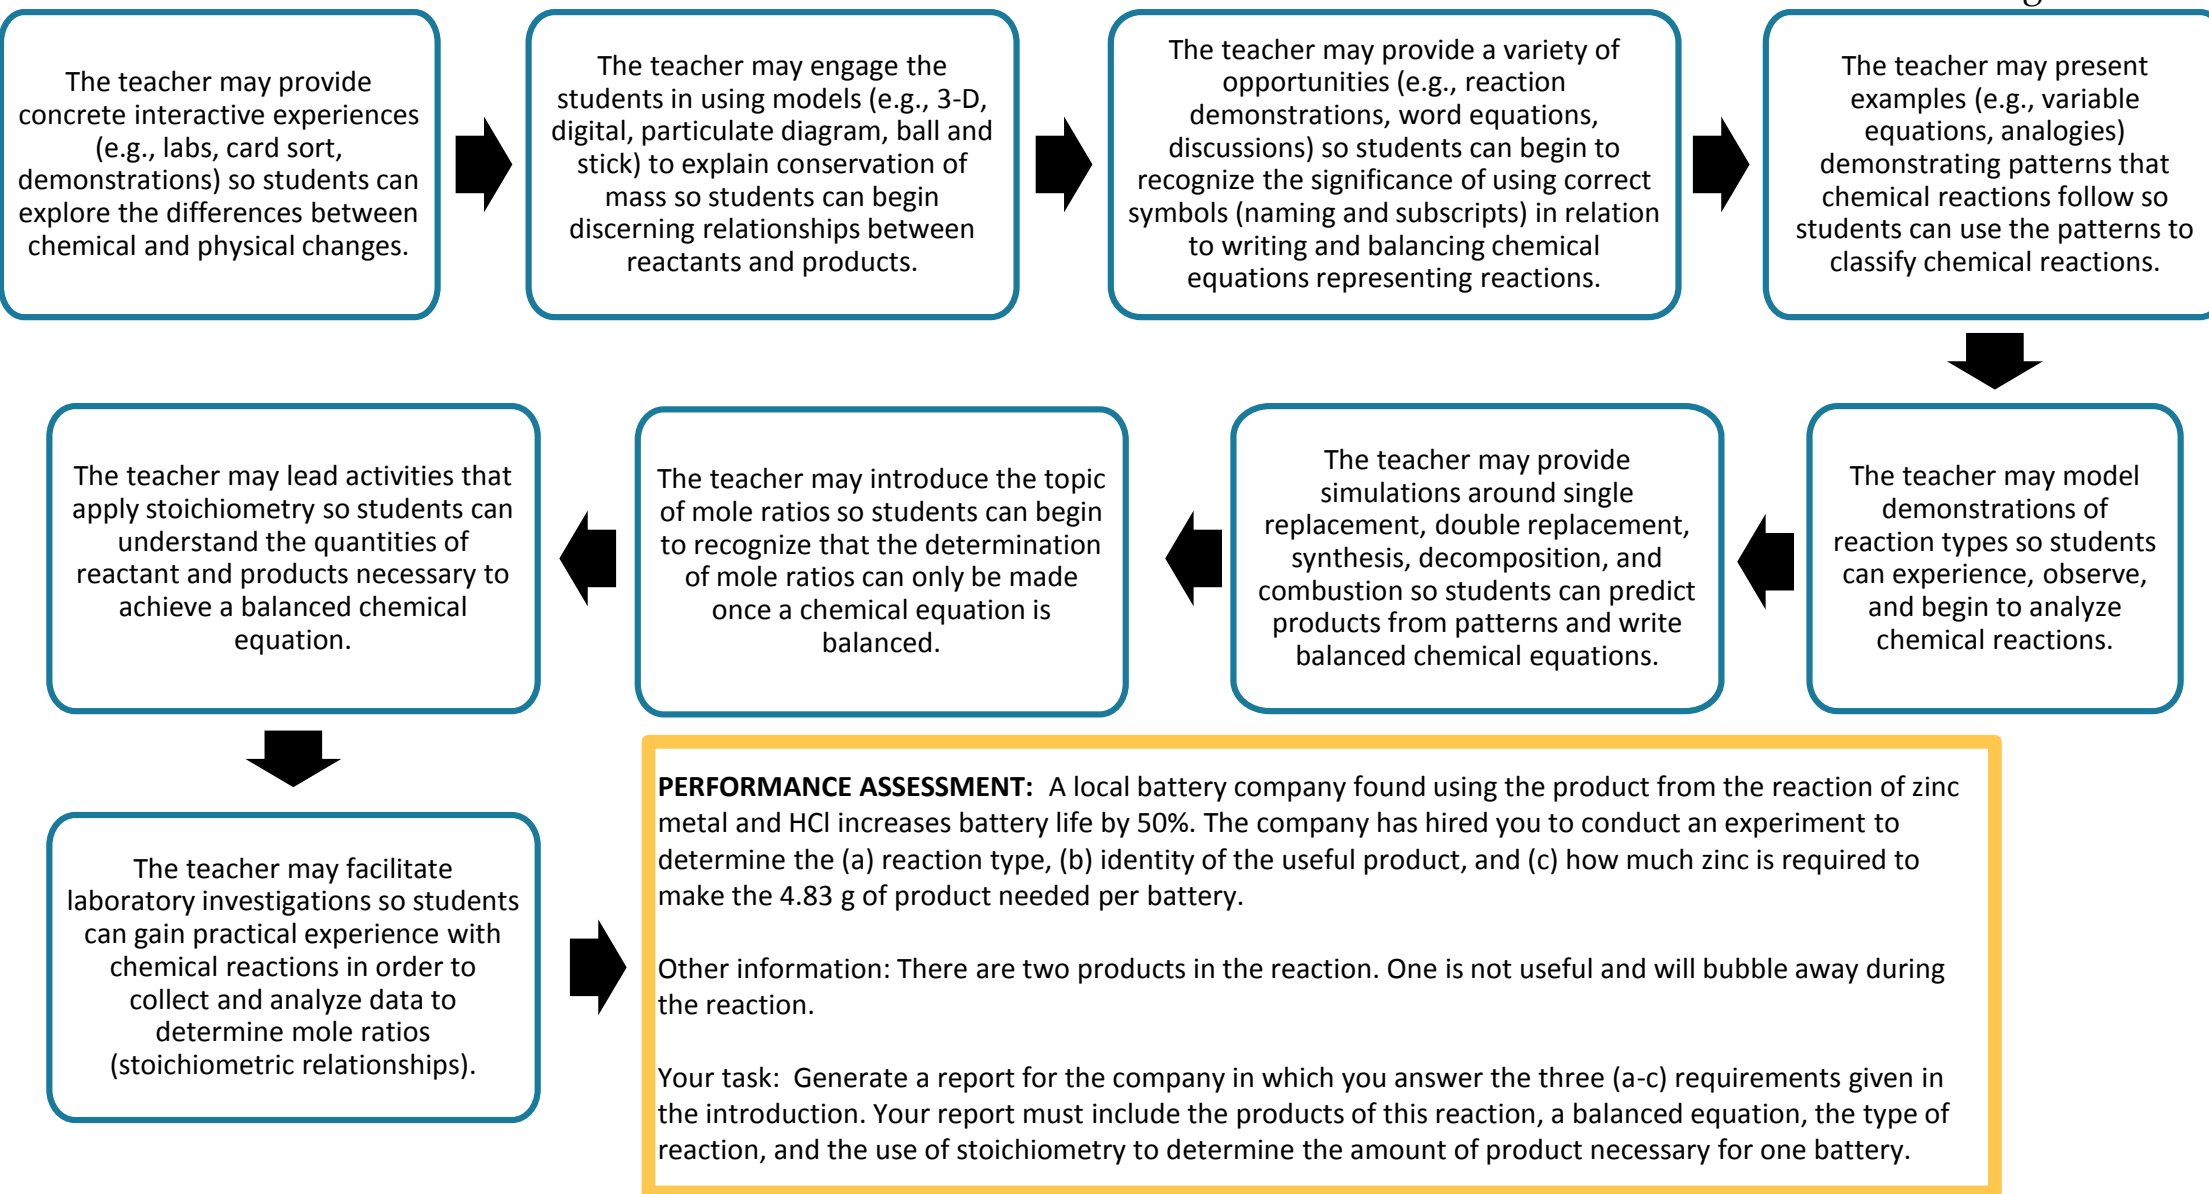 The teacher may provide
concrete interactive experiences
(e.g., labs, card sort,
demonstrations) so students can
explore the differences between
chemical and physical changes.
The teacher may engage the
students in using models (e.g., 3-D,
digital, particulate diagram, ball and
stick) to explain conservation of
mass so students can begin
discerning relationships between
reactants and products.
The teacher may provide a variety of
opportunities (e.g., reaction
demonstrations, word equations,
discussions) so students can begin to
recognize the significance of using correct
symbols (naming and subscripts) in relation
to writing and balancing chemical
equations representing reactions.
The teacher may present
examples (e.g., variable
equations, analogies)
demonstrating patterns that
chemical reactions follow so
students can use the patterns to
classify chemical reactions.
The teacher may model
demonstrations of
reaction types so students
can experience, observe,
and begin to analyze
chemical reactions.
The teacher may provide
simulations around single
replacement, double replacement,
synthesis, decomposition, and
combustion so students can predict
products from patterns and write
balanced chemical equations.
The teacher may introduce the topic
of mole ratios so students can begin
to recognize that the determination
of mole ratios can only be made
once a chemical equation is
balanced.
The teacher may lead activities that
apply stoichiometry so students can
understand the quantities of
reactant and products necessary to
achieve a balanced chemical
equation.
The teacher may facilitate
laboratory investigations so students
can gain practical experience with
chemical reactions in order to
collect and analyze data to
determine mole ratios
(stoichiometric relationships).
PERFORMANCE ASSESSMENT: A local battery company found using the product from the reaction of zinc
metal and HCl increases battery life by 50%. The company has hired you to conduct an experiment to
determine the (a) reaction type, (b) identity of the useful product, and (c) how much zinc is required to
make the 4.83 g of product needed per battery.
Other information: There are two products in the reaction. One is not useful and will bubble away during
the reaction.
Your task: Generate a report for the company in which you answer the three (a-c) requirements given in
the introduction. Your report must include the products of this reaction, a balanced equation, the type of
reaction, and the use of stoichiometry to determine the amount of product necessary for one battery.